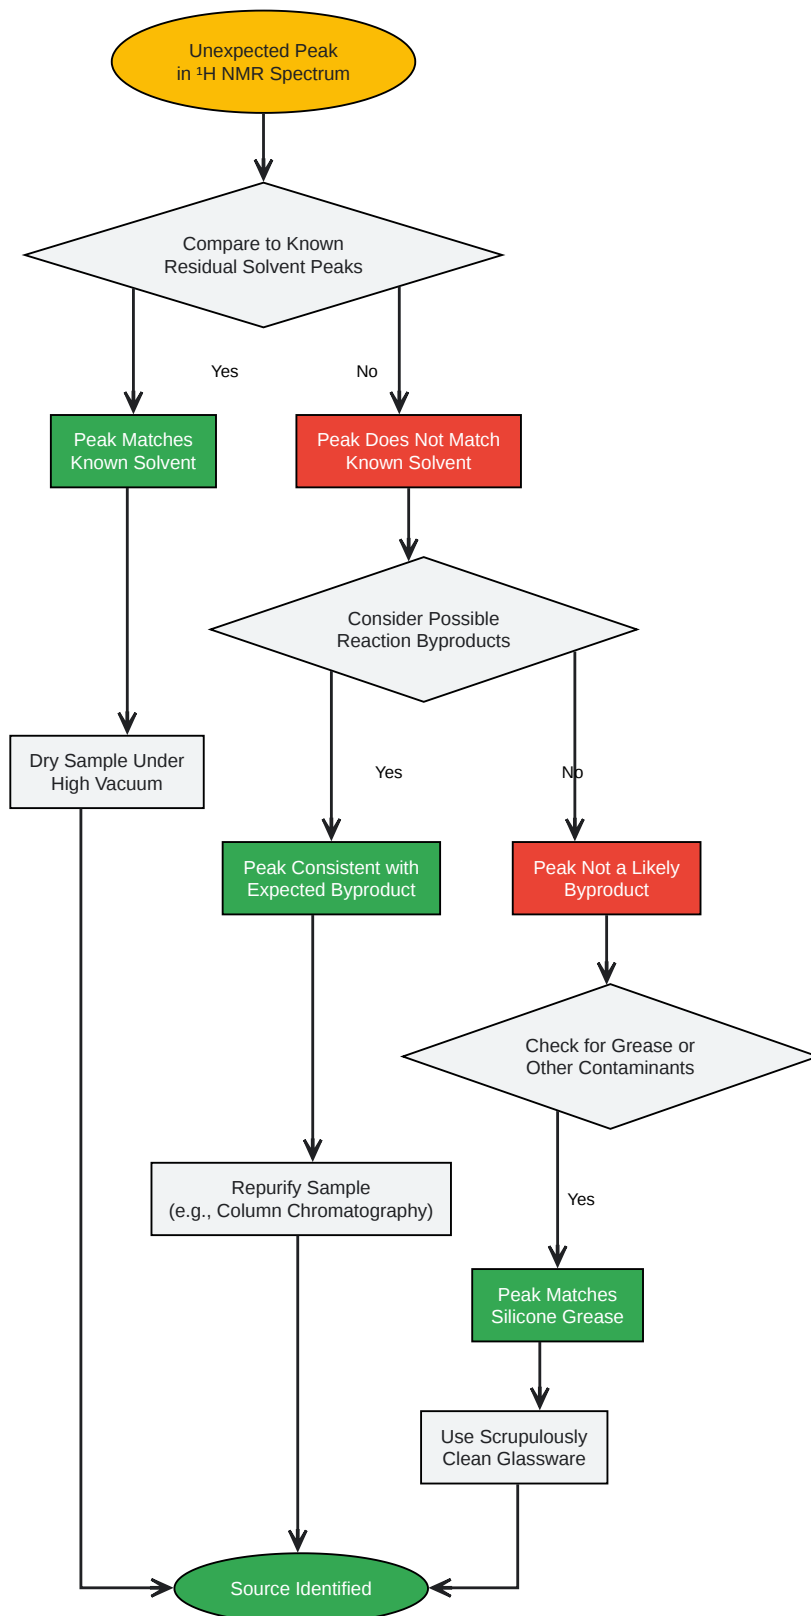 Unexpected Peak
in ¹H NMR Spectrum
Compare to Known
Residual Solvent Peaks
Yes
No
Peak Matches
Known Solvent
Peak Does Not Match
Known Solvent
Consider Possible
Reaction Byproducts
Dry Sample Under
High Vacuum
Yes
No
Peak Consistent with
Expected Byproduct
Peak Not a Likely
Byproduct
Check for Grease or
Other Contaminants
Repurify Sample
(e.g., Column Chromatography)
Yes
Peak Matches
Silicone Grease
Use Scrupulously
Clean Glassware
Source Identified